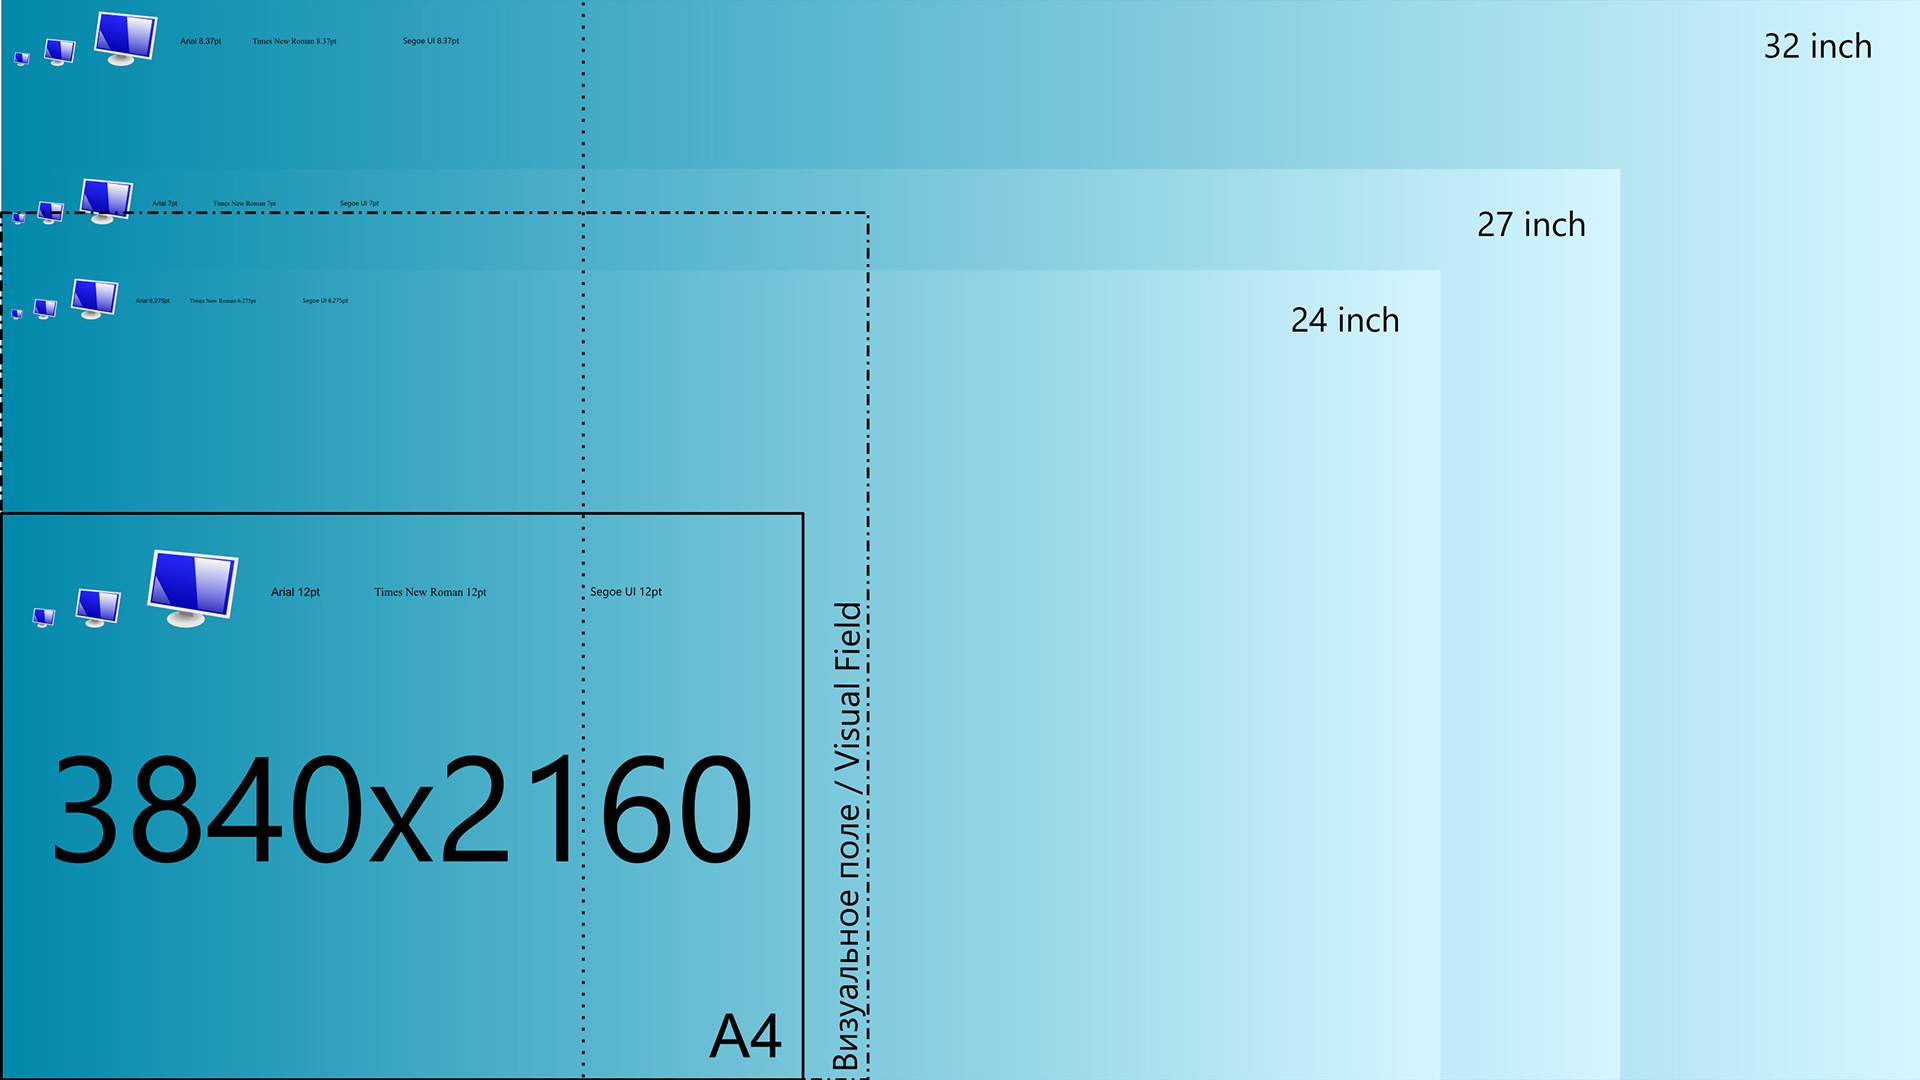 Arial 8.37pt
Times New Roman 8.37pt
Segoe UI 8.37pt
32 inch
Arial 7pt
Times New Roman 7pt
Segoe UI 7pt
27 inch
Arial 6.275pt
Times New Roman 6.275pt
Segoe UI 6.275pt
24 inch
Arial 12pt
Times New Roman 12pt
Segoe UI 12pt
3840x2160
A4
Визуальное поле / Visual Field